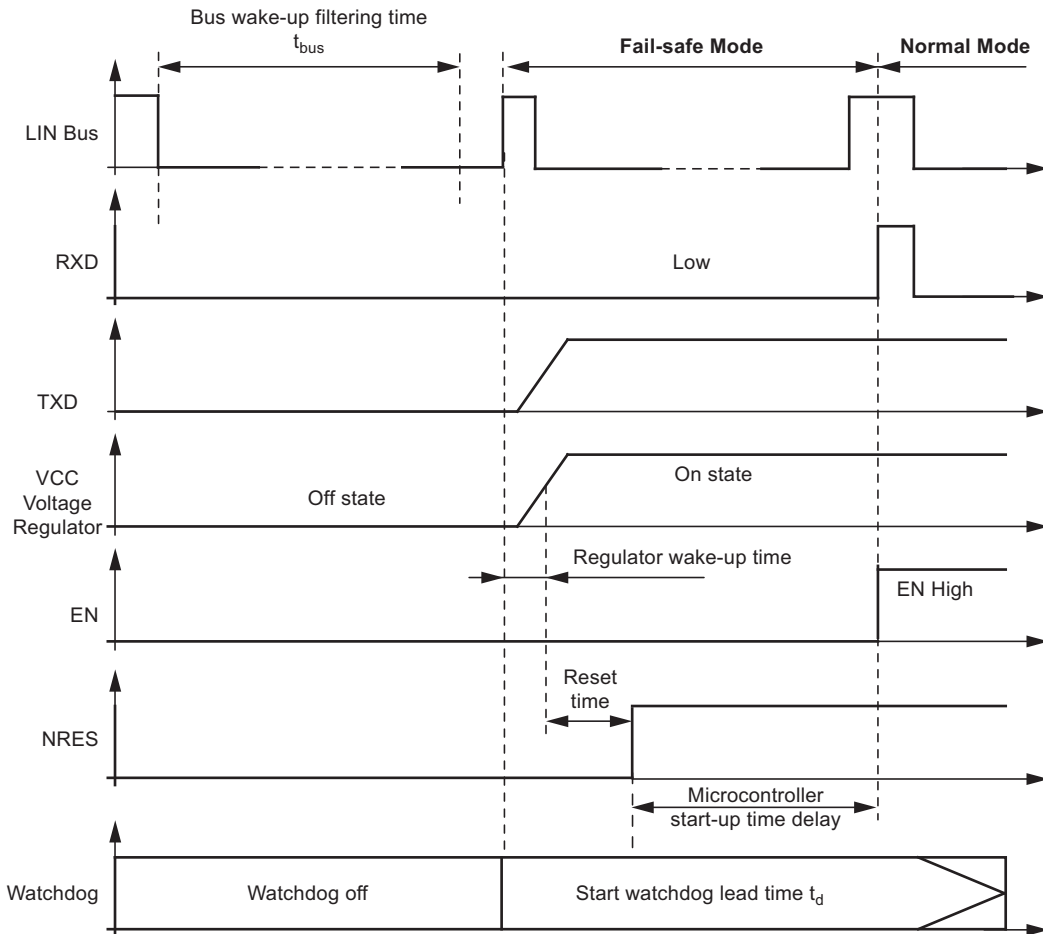 Bus wake-up filtering time
tbus
Fail-safe Mode
Normal Mode
LIN Bus
RXD
Low
TXD
VCC
Voltage
Regulator
Off state
On state
Regulator wake-up time
EN
EN High
Reset
time
NRES
Microcontroller
start-up time delay
Watchdog
Watchdog off
Start watchdog lead time td